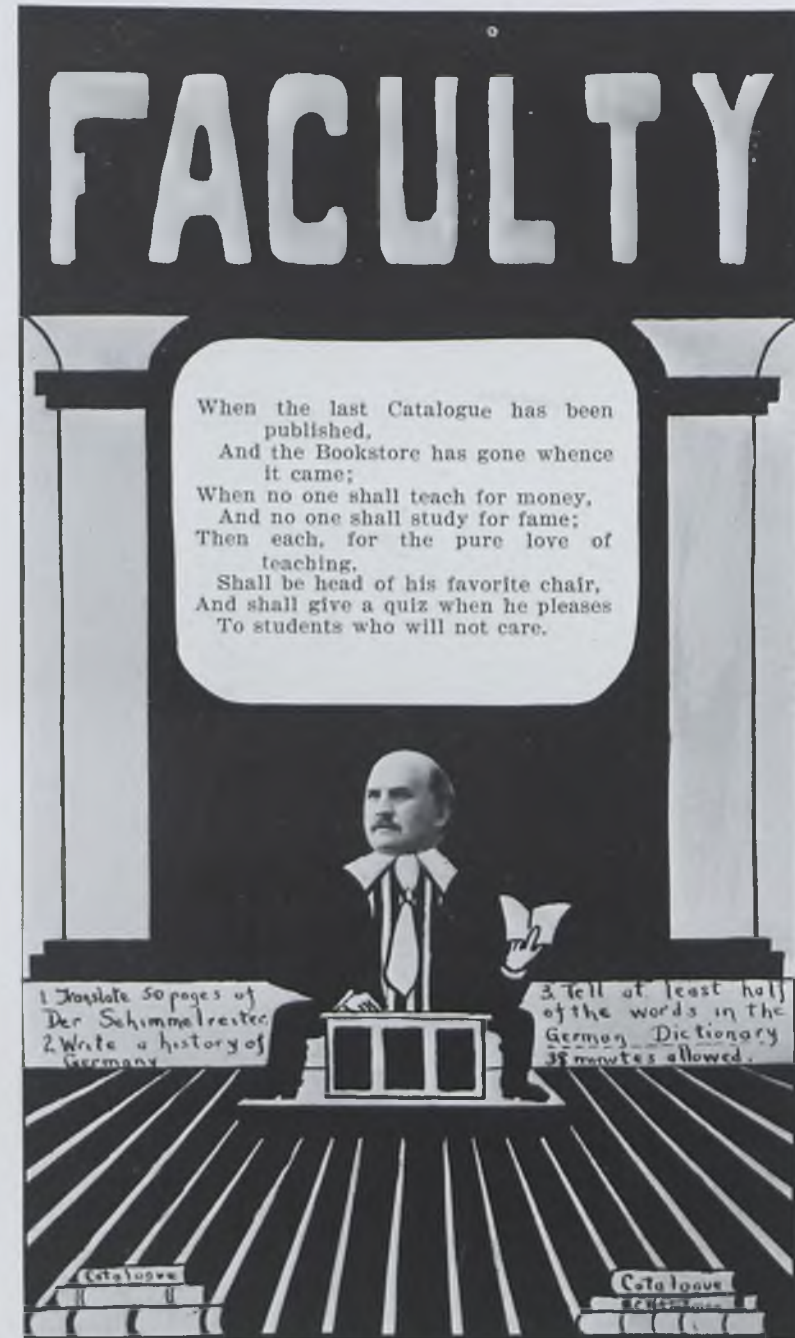 FACULTY
When the last Catalogue has been
published,
And the Bookstore has gone whence
it came;
When no one shall teach for money,
And no one shall study for fame;
Then each, for the pure love of
teaching,
Shall be head of his favorite chair,
And shall give a quiz when he pleases
To students who will not care.
1 Translate 50 pages of
Der Schimmelreiter
2 Write a history of
Germany
3. Tell at least half
of the words in the
German Dictionary
38 minutes allowed.
Catalogue
Catalogue